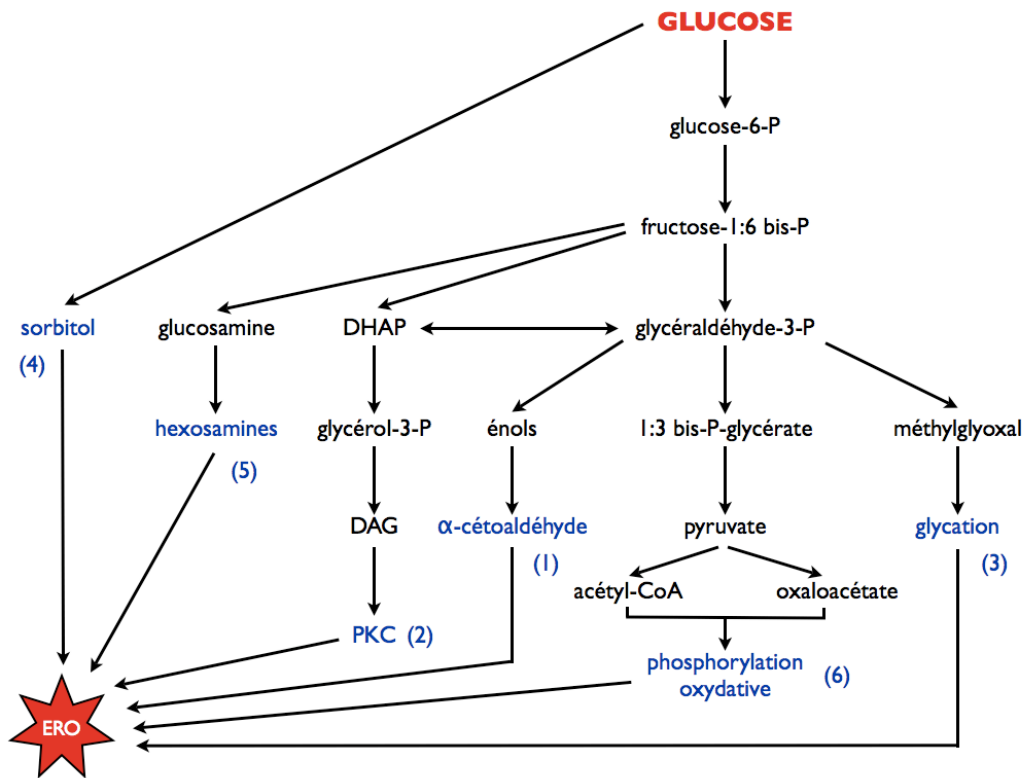 GLUCOSE
glucose-6-P
fructose-1:6 bis-P
sorbitol
(4)
glucosamine
DHAP
glycéraldéhyde-3-P
hexosamines
(5)
glycérol-3-P
énols
1:3 bis-P-glycérate
méthylglyoxal
DAG
α-cétoaldéhyde
(1)
pyruvate
glycation
(3)
acétyl-CoA
oxaloacétate
PKC (2)
phosphorylation
oxydative
(6)
ERO